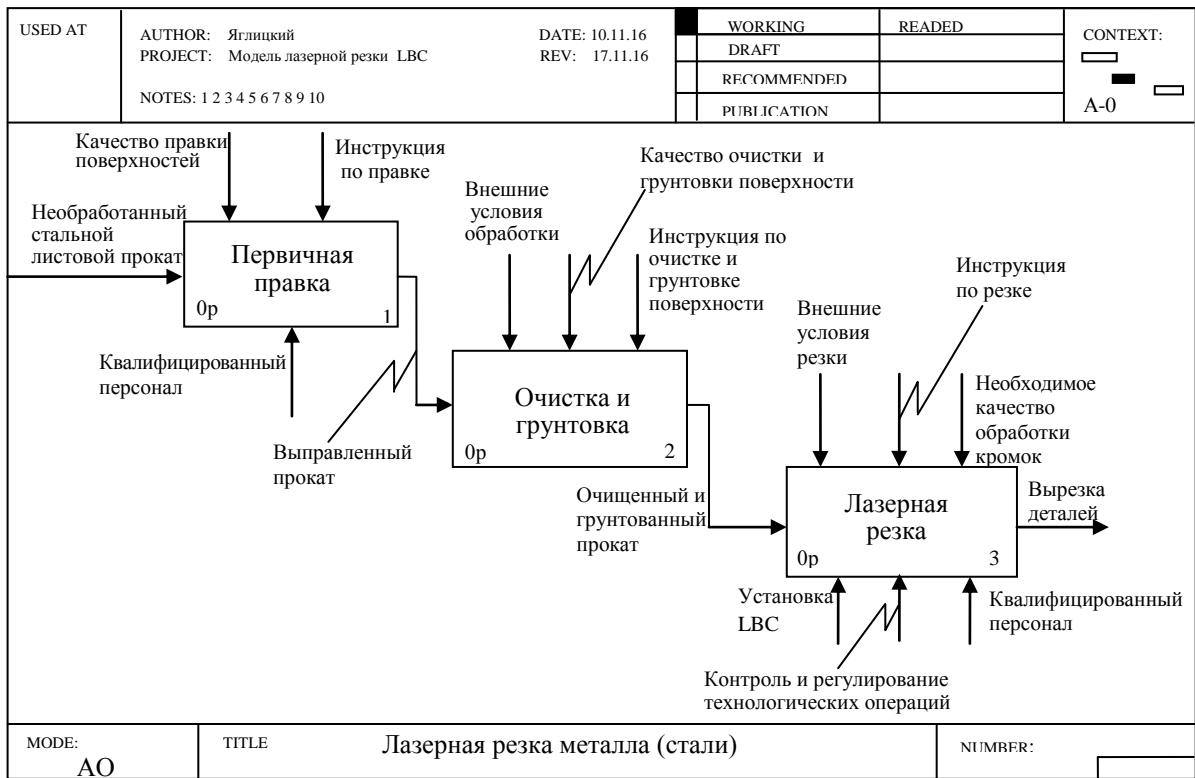 USED AT
AUTHOR: Яглицкий
DATE: 10.11.16
PROJECT: Модель лазерной резки LBC
REV: 17.11.16
NOTES: 1 2 3 4 5 6 7 8 9 10
WORKING
READED
DRAFT
RECOMMENDED
PUBLICATION
CONTEXT:
A-0
Качество правки
поверхностей
Инструкция
по правке
Необработанный
стальной
листовой прокат
Первичная
правка
0р
1
Квалифицированный
персонал
Выправленный
прокат
Внешние
условия
обработки
Качество очистки и
грунтовки поверхности
Инструкция по
очистке и
грунтовке
поверхности
Очистка и
грунтовка
0р
2
Очищенный и
грунтованный
прокат
Внешние
условия
резки
Инструкция
по резке
Необходимое
качество
обработки
кромок
Лазерная
резка
0р
3
Вырезка
деталей
Установка
LBC
Контроль и регулирование
технологических операций
Квалифицированный
персонал
MODE:
AO
TITLE
Лазерная резка металла (стали)
NUMBER: